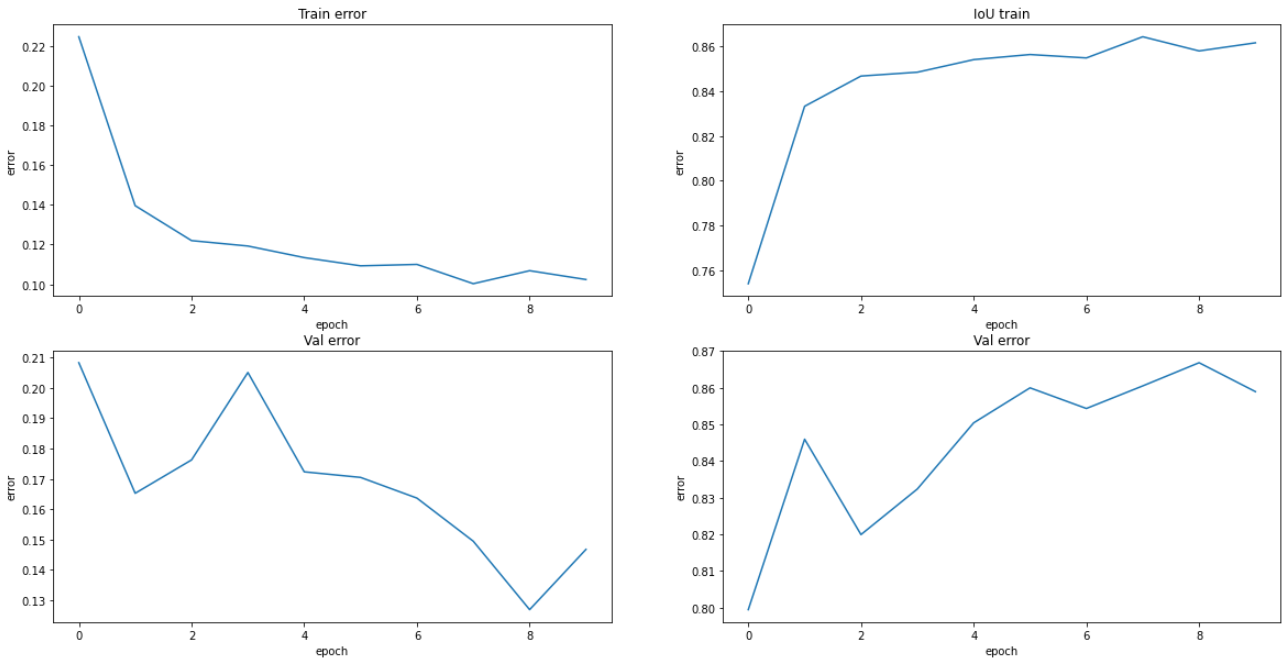 Train error
error
0.22
0.20
0.18
0.16
0.14
0.12
0.10
0 2 4 6 8
epoch
IoU train
error
0.86
0.84
0.82
0.80
0.78
0.76
0 2 4 6 8
epoch
Val error
error
0.21
0.20
0.19
0.18
0.17
0.16
0.15
0.14
0.13
0 2 4 6 8
epoch
Val error
error
0.87
0.86
0.85
0.84
0.83
0.82
0.81
0.80
0 2 4 6 8
epoch